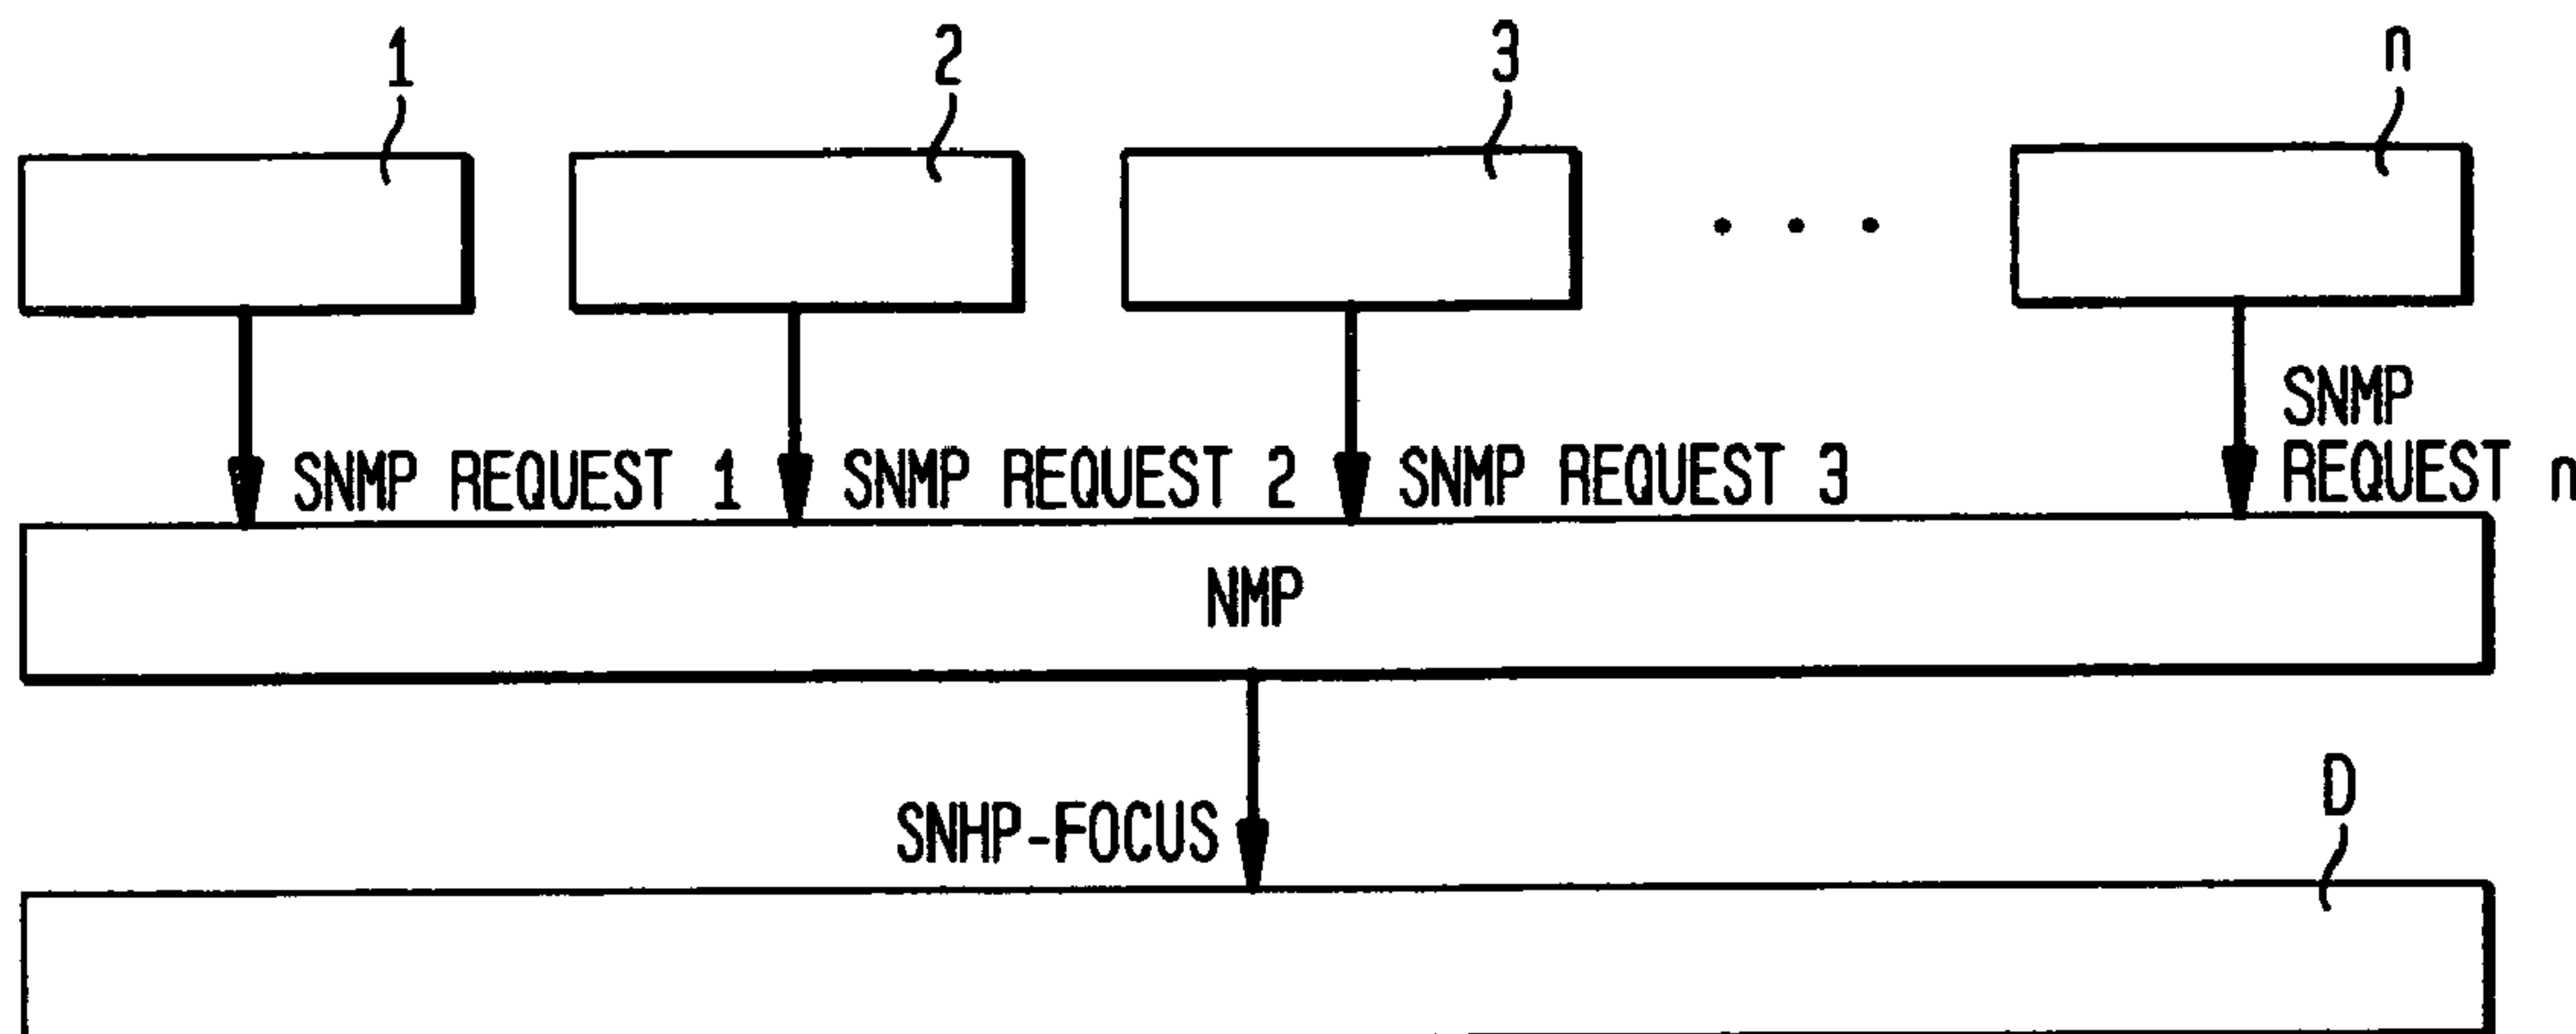 1
2
3
n
SNMP REQUEST 1
SNMP REQUEST 2
SNMP REQUEST 3
SNMP
REQUEST n
NMP
SNHP-FOCUS
D